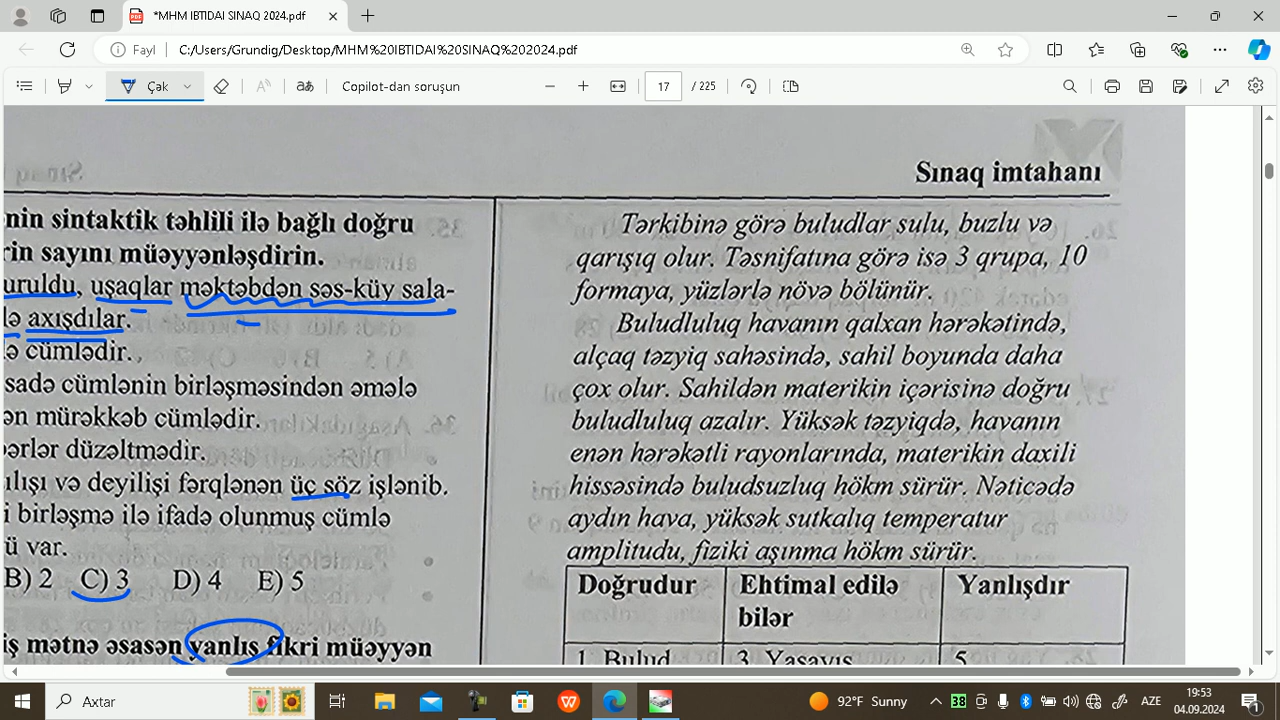 *MHM IBTIDAI SINAQ 2024.pdf
Fayl
C:/Users/Grundig/Desktop/MHM%20IBTIDAI%20SINAQ%202024.pdf
Çak
Copilot-dan soruşun
17 / 225
Sınaq imtahanı
nin sintaktik təhlili ilə bağlı doğru
rin sayını müəyyənləşdirin.
uruldu, uşaqlar məktəbdən səs-küy sala-
lə axışdılar.
ə cümlədir.
sadə cümlənin birləşməsindən əmələ
ən mürəkkəb cümlədir.
ərlər düzəltmədir.
ılışı və deyilişi fərqlənən üç söz işlənib.
i birləşmə ilə ifadə olunmuş cümlə
ü var.
B) 2 C) 3 D) 4 E) 5
iş mətnə əsasən yanlış fikri müəyyən
Tərkibinə görə buludlar sulu, buzlu və
qarışıq olur. Təsnifatına görə isə 3 qrupa, 10
formaya, yüzlərlə növə bölünür.
Buludluluq havanın qalxan hərəkətində,
alçaq təzyiq sahəsində, sahil boyunda daha
çox olur. Sahildən materikin içərisinə doğru
buludluluq azalır. Yüksək təzyiqdə, havanın
enən hərəkətli rayonlarında, materikin daxili
hissəsində buludsuzluq hökm sürür. Nəticədə
aydın hava, yüksək sutkalıq temperatur
amplitudu, fiziki aşınma hökm sürür.
Doğrudur Ehtimal edilə Yanlışdır
bilər
1. Bulud 3. Yaşayış 5.
Axtar
92°F Sunny
38
AZE
19:53
04.09.2024